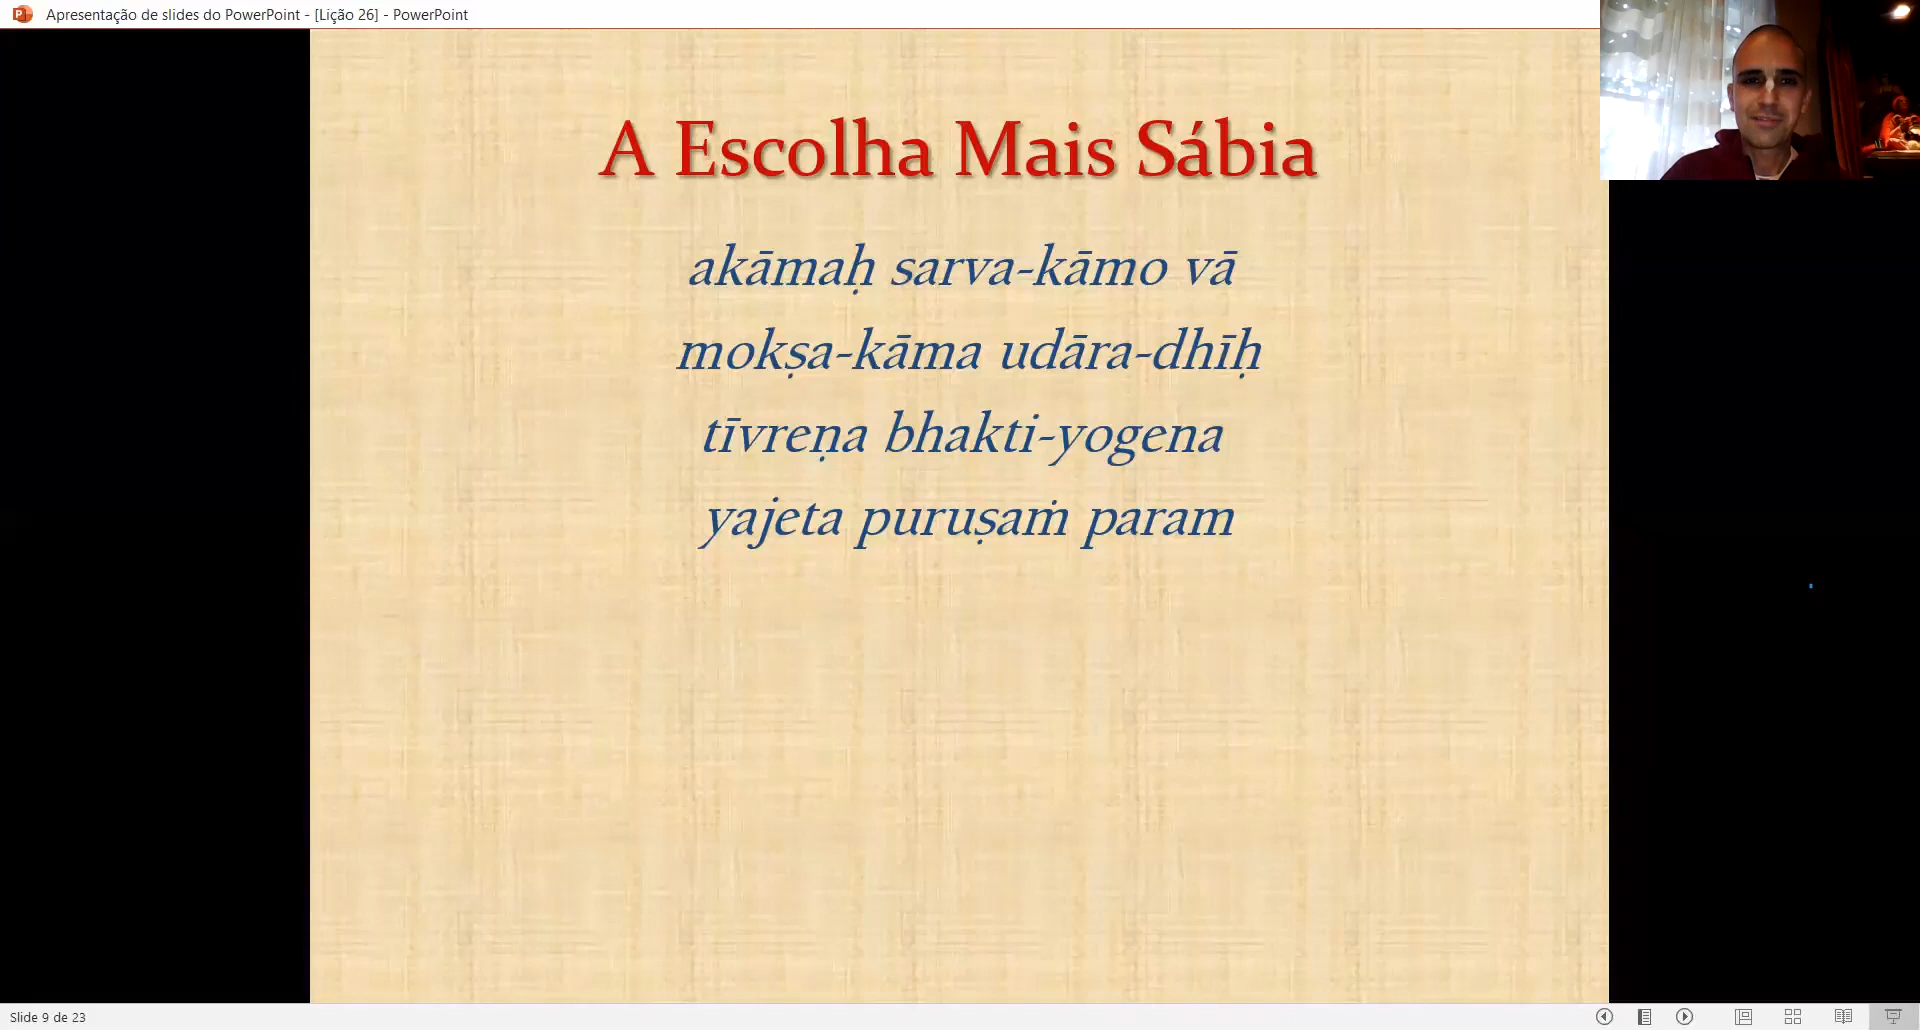 Apresentação de slides do PowerPoint - [Lição 26] - PowerPoint
A Escolha Mais Sábia
akāmaḥ sarva-kāmo vā
mokṣa-kāma udāra-dhīḥ
tīvreṇa bhakti-yogena
yajeta puruṣaṁ param
Slide 9 de 23